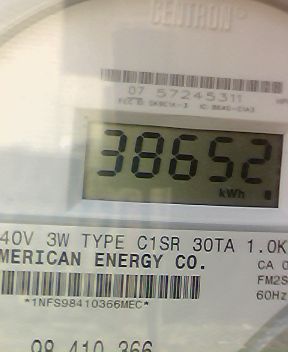 CENTRON®
07 57245311
38652
kWh
40V 3W TYPE C1SR 30TA 1.0K
MERICAN ENERGY CO.
CA 0
FM2S
60Hz
*1NFS98410366MEC*
98 410 366